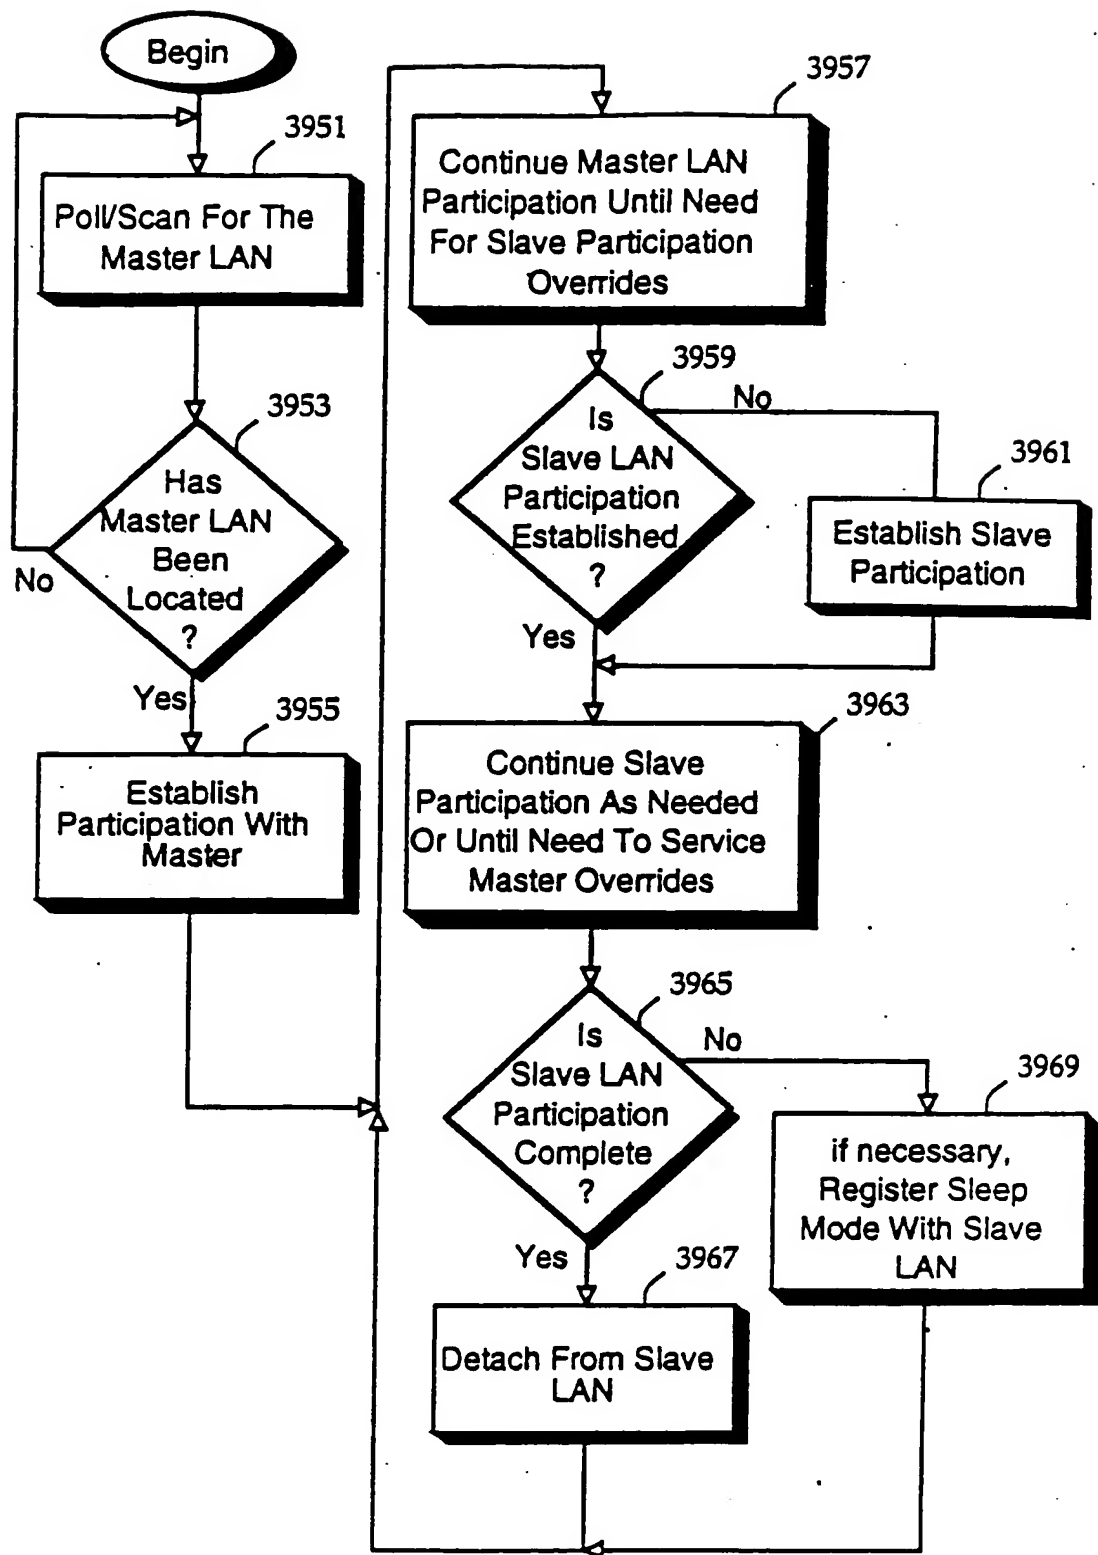 Begin
3951
Poll/Scan For The
Master LAN
3953
Has
Master LAN
Been
Located
?
No
Yes
3955
Establish
Participation With
Master
3957
Continue Master LAN
Participation Until Need
For Slave Participation
Overrides
3959
Is
Slave LAN
Participation
Established
?
No
Yes
3961
Establish Slave
Participation
3963
Continue Slave
Participation As Needed
Or Until Need To Service
Master Overrides
3965
Is
Slave LAN
Participation
Complete
?
No
Yes
3967
Detach From Slave
LAN
3969
if necessary,
Register Sleep
Mode With Slave
LAN